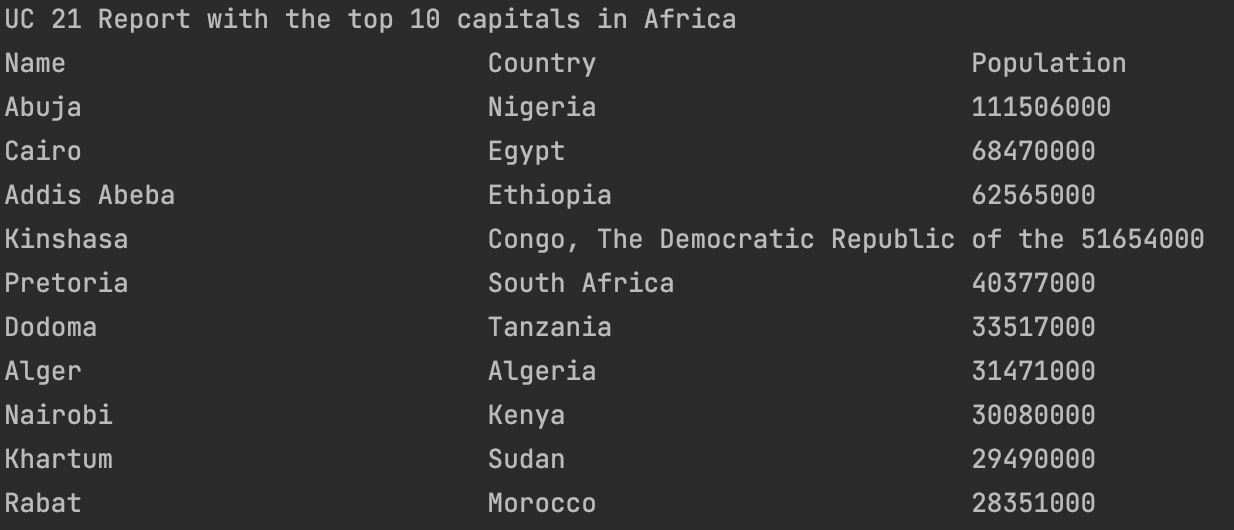 UC 21 Report with the top 10 capitals in Africa
Name Country Population
Abuja Nigeria 111506000
Cairo Egypt 68470000
Addis Abeba Ethiopia 62565000
Kinshasa Congo, The Democratic Republic of the 51654000
Pretoria South Africa 40377000
Dodoma Tanzania 33517000
Alger Algeria 31471000
Nairobi Kenya 30080000
Khartum Sudan 29490000
Rabat Morocco 28351000